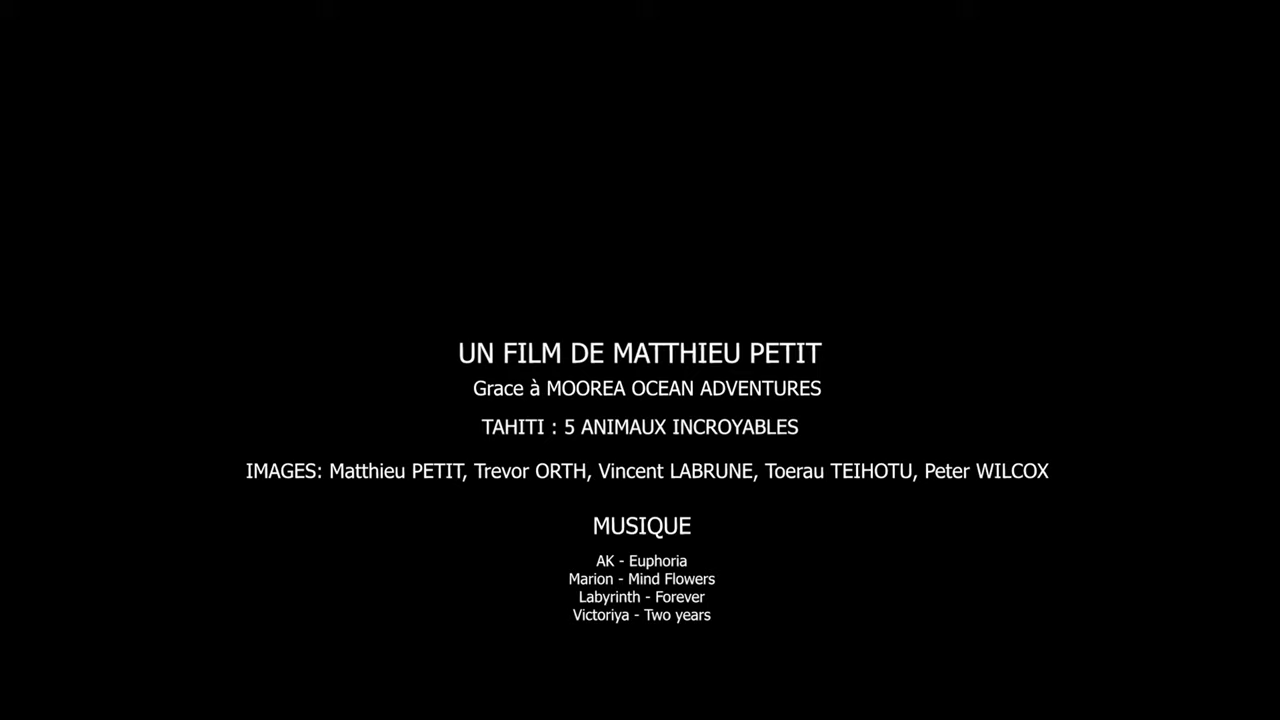 UN FILM DE MATTHIEU PETIT
Grace à MOOREA OCEAN ADVENTURES
TAHITI : 5 ANIMAUX INCROYABLES
IMAGES: Matthieu PETIT, Trevor ORTH, Vincent LABRUNE, Toerau TEIHOTU, Peter WILCOX
MUSIQUE
AK - Euphoria
Marion - Mind Flowers
Labyrinth - Forever
Victoriya - Two years